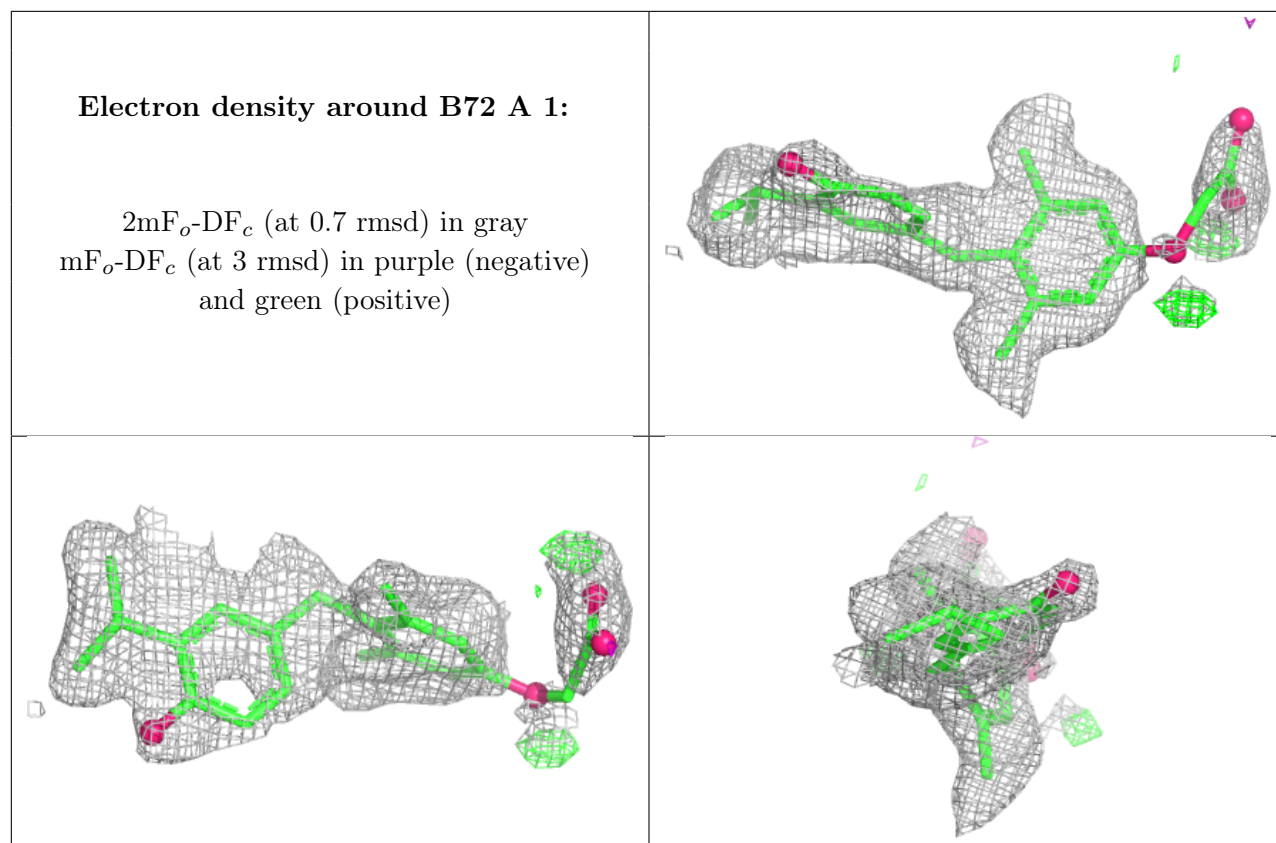 Electron density around B72 A 1:
2mFo-DFc (at 0.7 rmsd) in gray
mFo-DFc (at 3 rmsd) in purple (negative)
and green (positive)